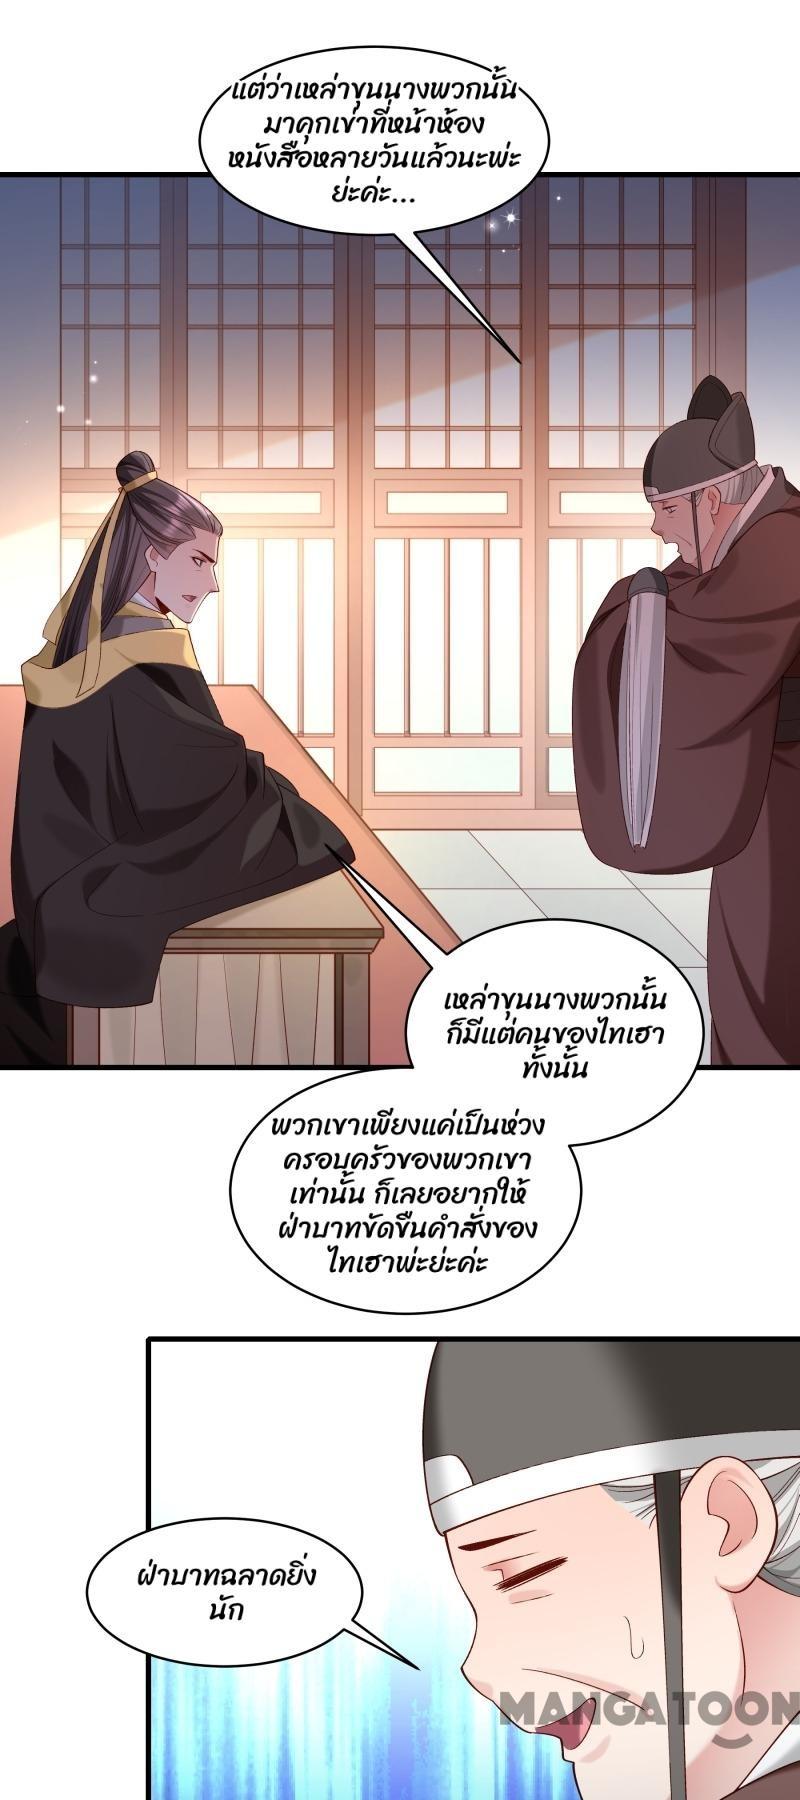 แต่ว่าเหล่าขุนนางพวกนั้น
มาคุกเข่าที่หน้าห้อง
หนังสือหลายวันแล้วนะพ่ะ
ย่ะค่ะ...
เหล่าขุนนางพวกนั้น
ก็มีแต่คนของไทเฮา
ทั้งนั้น
พวกเขาเพียงแค่เป็นห่วง
ครอบครัวของพวกเขา
เท่านั้น ก็เลยอยากให้
ฝ่าบาทขัดขืนคำสั่งของ
ไทเฮาพ่ะย่ะค่ะ
ฝ่าบาทฉลาดยิ่ง
นัก
MANGATOON